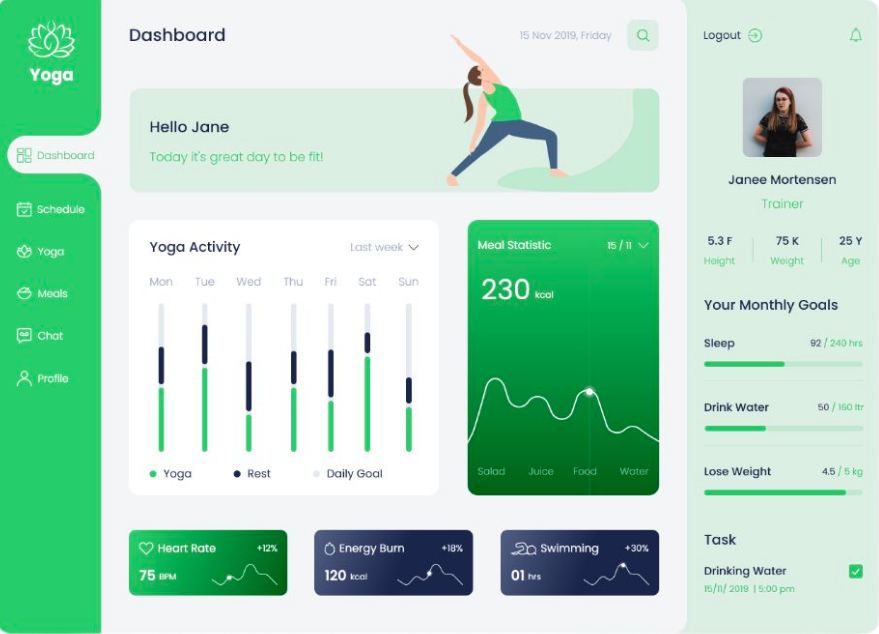 Yoga
Dashboard
Schedule
Yoga
Meals
Chat
Profile
Dashboard
15 Nov 2019, Friday
Hello Jane
Today it's great day to be fit!
Yoga Activity
Last week
Mon Tue Wed Thu Fri Sat Sun
Yoga Rest Daily Goal
Meal Statistic
15 / 11
230 kcal
Salad Juice Food Water
Heart Rate +12%
75 BPM
Energy Burn +18%
120 kcal
Swimming +30%
01 hrs
Logout
Janee Mortensen
Trainer
5.3 F 75 K 25 Y
Height Weight Age
Your Monthly Goals
Sleep 92 / 240 hrs
Drink Water 50 / 160 ltr
Lose Weight 4.5 / 5 kg
Task
Drinking Water
15/11/ 2019 | 5:00 pm